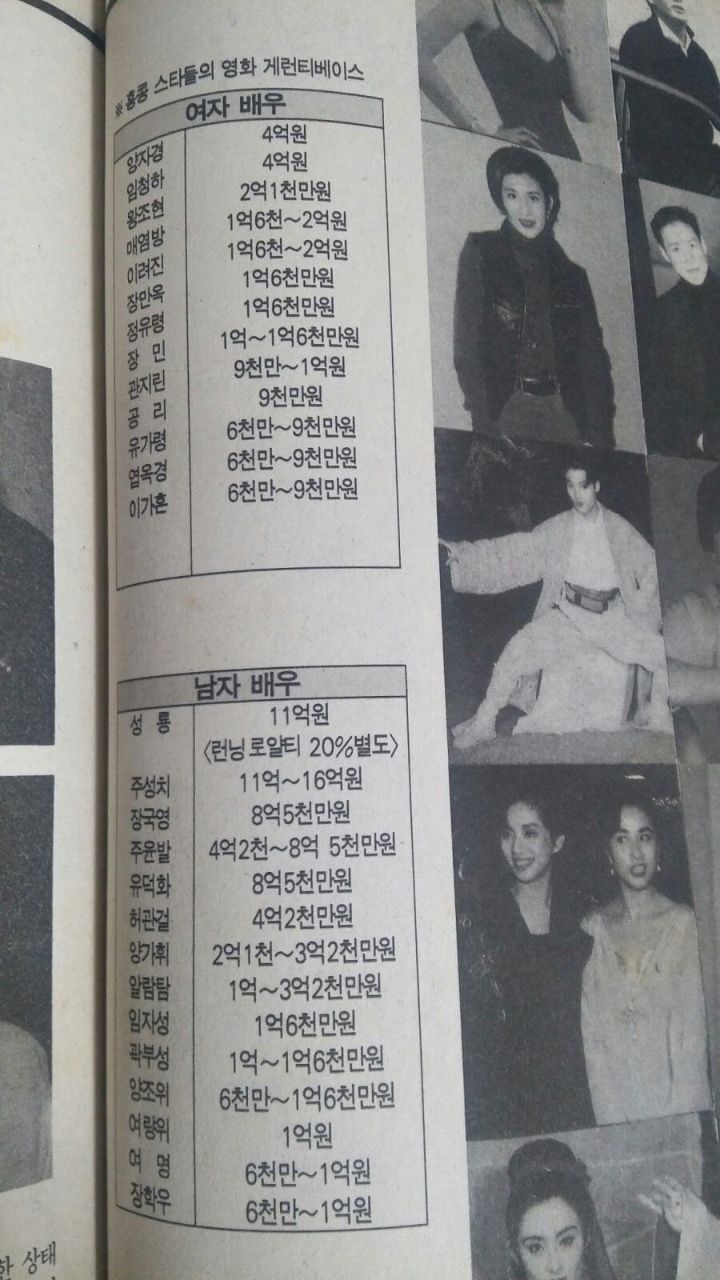 ※ 홍콩 스타들의 영화 게런티베이스
여자 배우
양자경 4억원
임청하 4억원
왕조현 2억1천만원
매염방 1억6천～2억원
이려진 1억6천～2억원
장만옥 1억6천만원
정유령 1억6천만원
장 민 1억～1억6천만원
관지린 9천만～1억원
공 리 9천만원
유가령 6천만～9천만원
엽옥경 6천만～9천만원
이가흔 6천만～9천만원
남자 배우
성 룡 11억원
〈런닝로얄티 20%별도〉
주성치 11억～16억원
장국영 8억5천만원
주윤발 4억2천～8억 5천만원
유덕화 8억5천만원
허관걸 4억2천만원
양가휘 2억1천～3억2천만원
알람탐 1억～3억2천만원
임자성 1억6천만원
곽부성 1억～1억6천만원
양조위 6천만～1억6천만원
여량위 1억원
여 명 6천만～1억원
장학우 6천만～1억원
상태